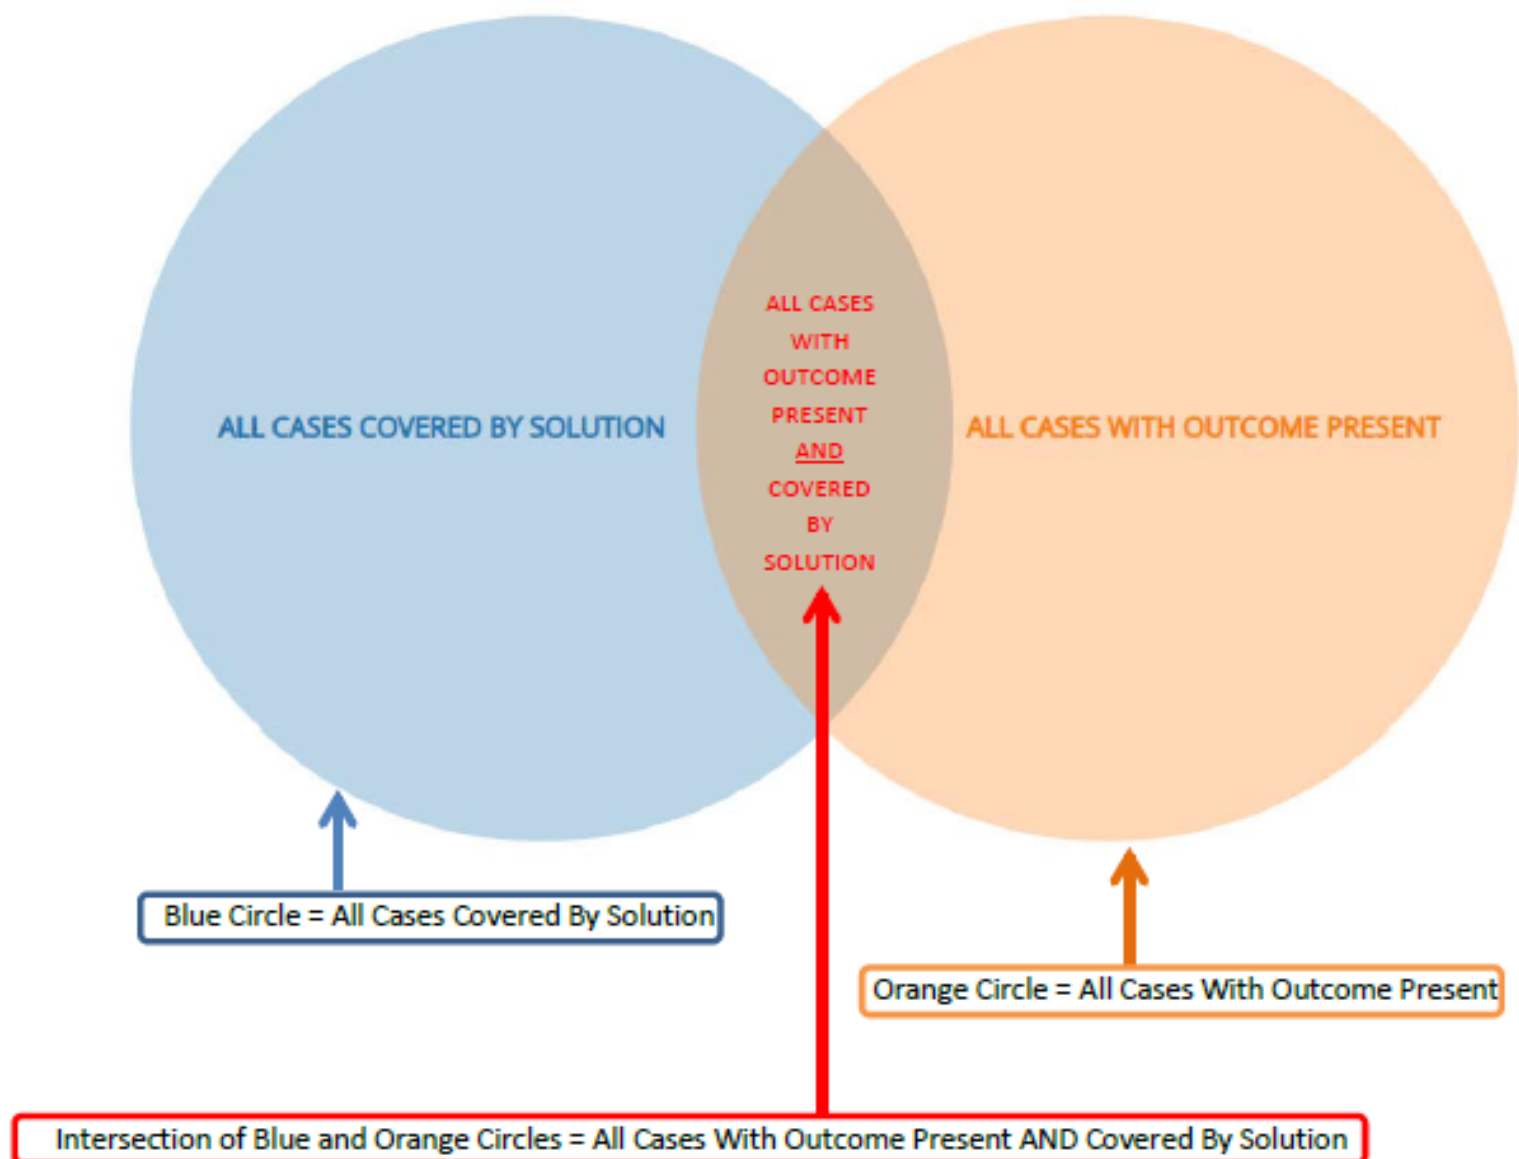 ALL CASES COVERED BY SOLUTION
ALL CASES
WITH
OUTCOME
PRESENT
AND
COVERED
BY
SOLUTION
ALL CASES WITH OUTCOME PRESENT
Blue Circle = All Cases Covered By Solution
Orange Circle = All Cases With Outcome Present
Intersection of Blue and Orange Circles = All Cases With Outcome Present AND Covered By Solution